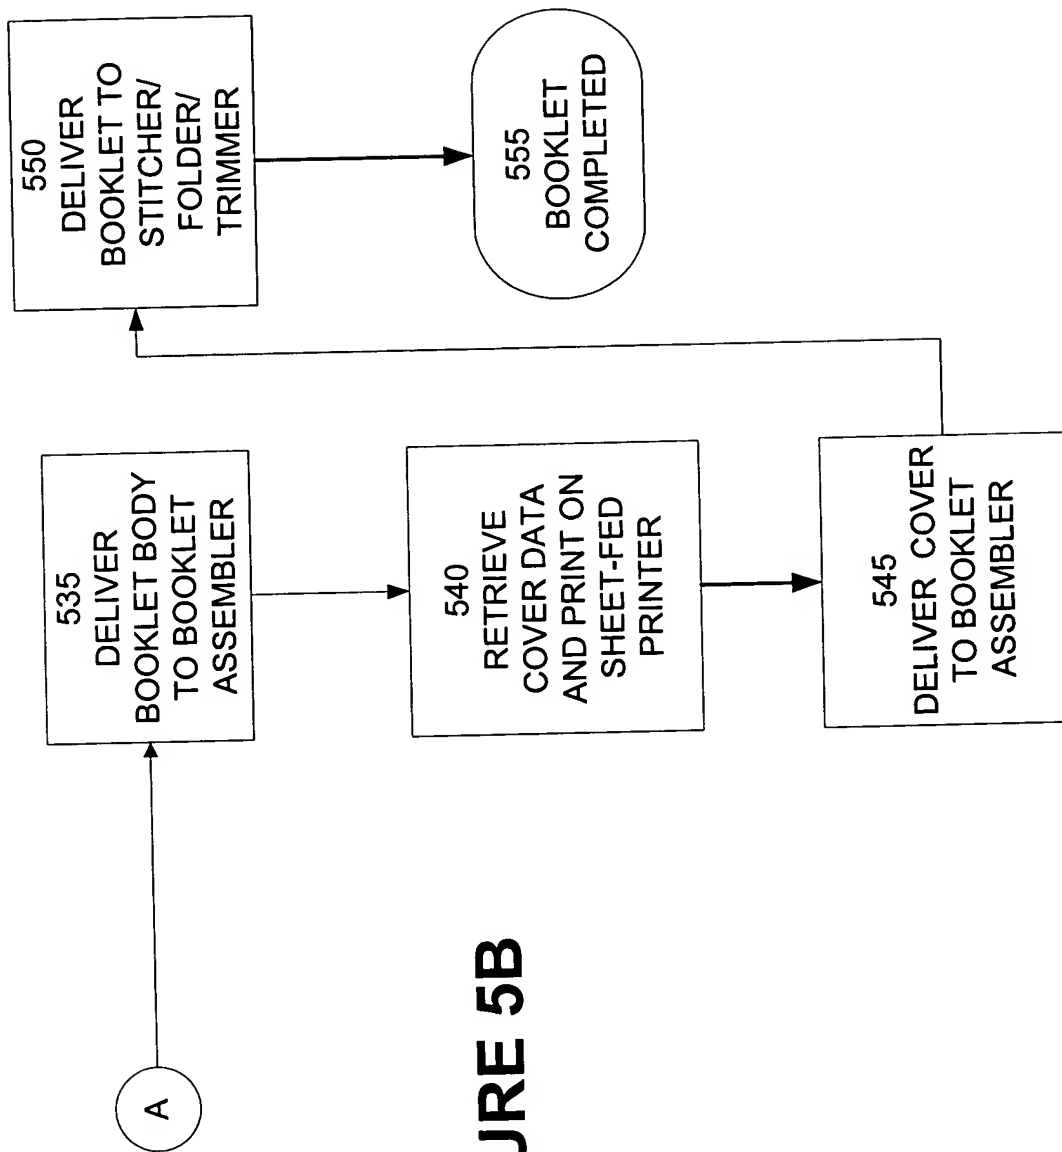 A
535
DELIVER
BOOKLET BODY
TO BOOKLET
ASSEMBLER
540
RETRIEVE
COVER DATA
AND PRINT ON
SHEET-FED
PRINTER
545
DELIVER COVER
TO BOOKLET
ASSEMBLER
550
DELIVER
BOOKLET TO
STITCHER/
FOLDER/
TRIMMER
555
BOOKLET
COMPLETED
5B